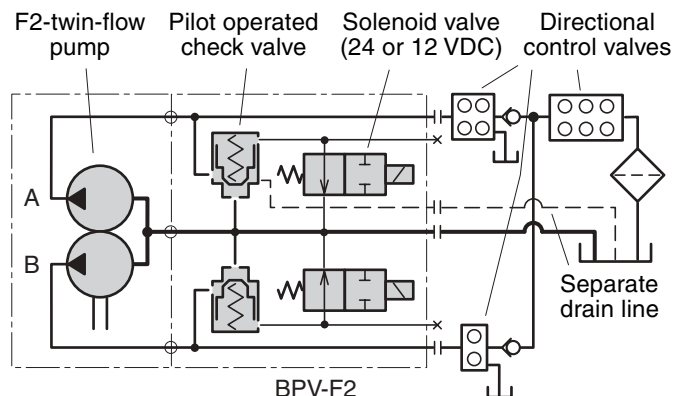 F2-twin-flow
pump
Pilot operated
check valve
Solenoid valve
(24 or 12 VDC)
Directional
control valves
A
B
Separate
drain line
BPV-F2